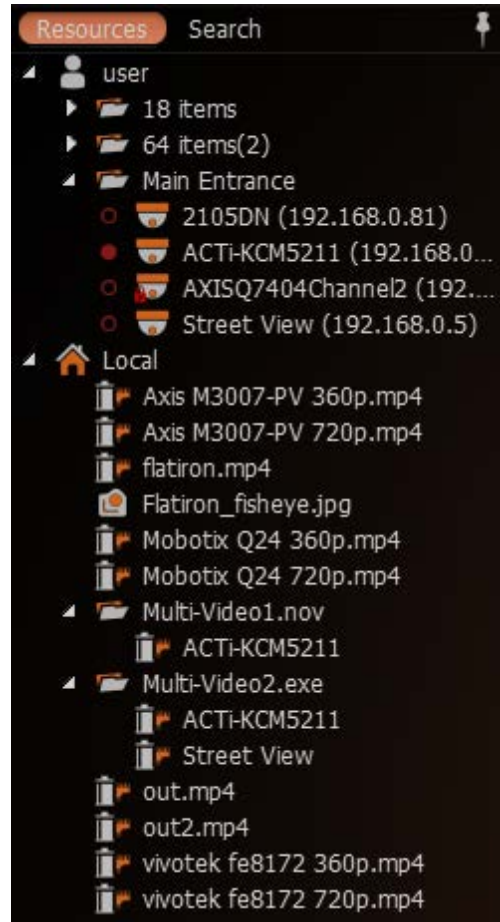 Resources Search
user
18 items
64 items(2)
Main Entrance
2105DN (192.168.0.81)
ACTi-KCM5211 (192.168.0...
AXISQ7404Channel2 (192....
Street View (192.168.0.5)
Local
Axis M3007-PV 360p.mp4
Axis M3007-PV 720p.mp4
flatiron.mp4
Flatiron_fisheye.jpg
Mobotix Q24 360p.mp4
Mobotix Q24 720p.mp4
Multi-Video1.nov
ACTi-KCM5211
Multi-Video2.exe
ACTi-KCM5211
Street View
out.mp4
out2.mp4
vivotek fe8172 360p.mp4
vivotek fe8172 720p.mp4